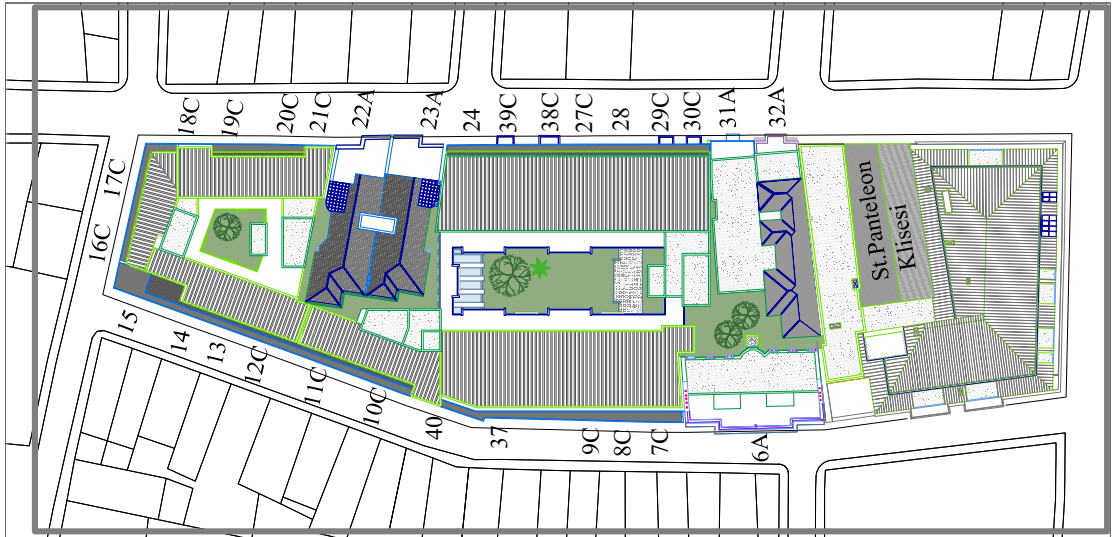 18C
19C
20C
21C
22A
23A
24
39C
38C
27C
28
29C
30C
31A
32A
17C
16C
St.Panteleon
Klisesi
15
14
13
12C
11C
10C
40
37
9C
8C
7C
6A